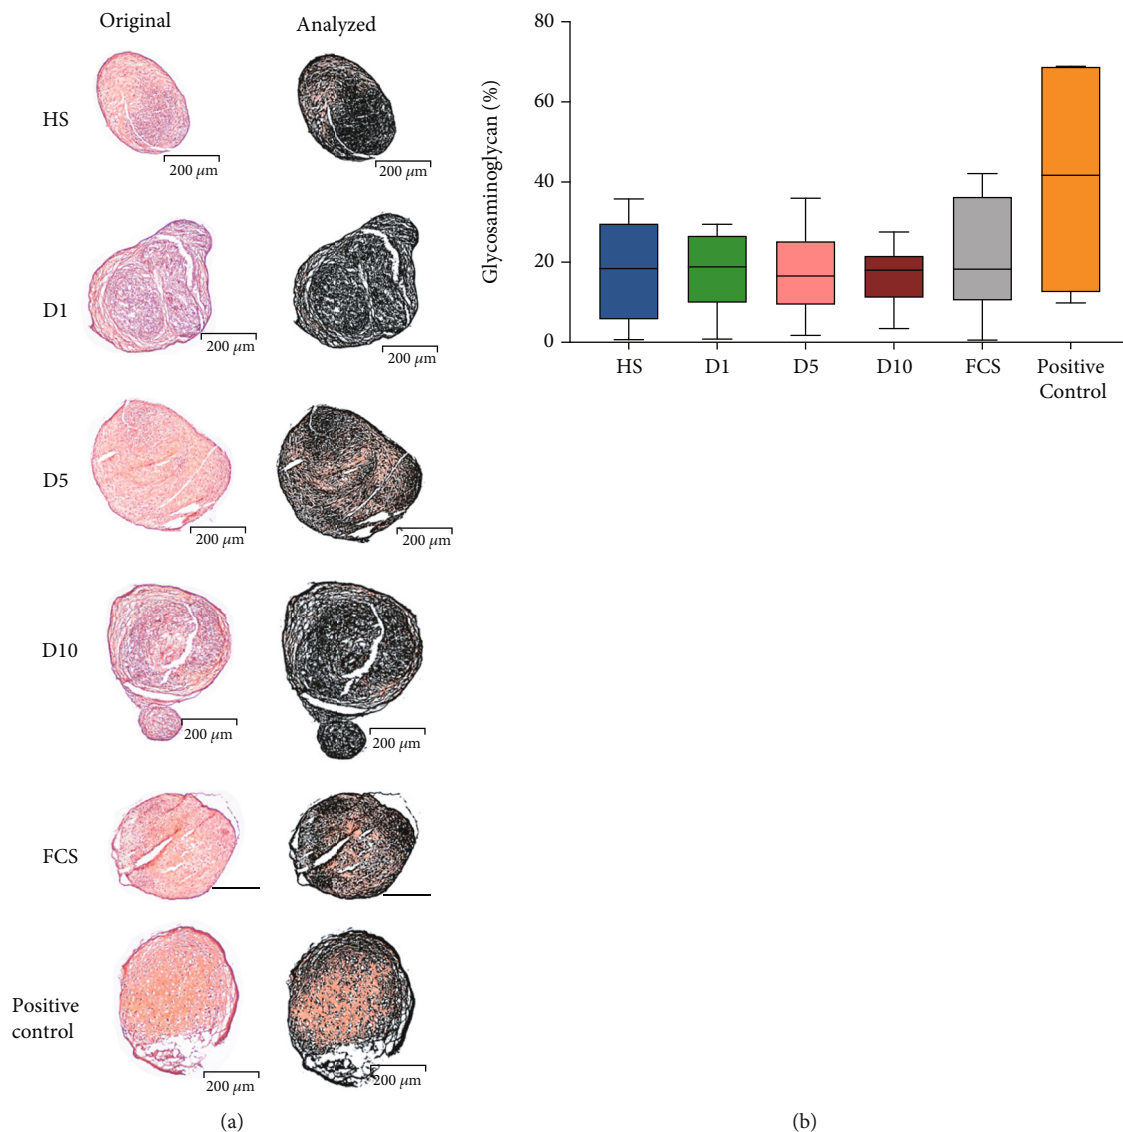 Original
Analyzed
HS
200 μm
200 μm
D1
200 μm
200 μm
D5
200 μm
200 μm
D10
200 μm
200 μm
FCS
Positive
control
200 μm
200 μm
(a)
Glycosaminoglycan (%)
80
60
40
20
0
HS
D1
D5
D10
FCS
Positive
Control
(b)